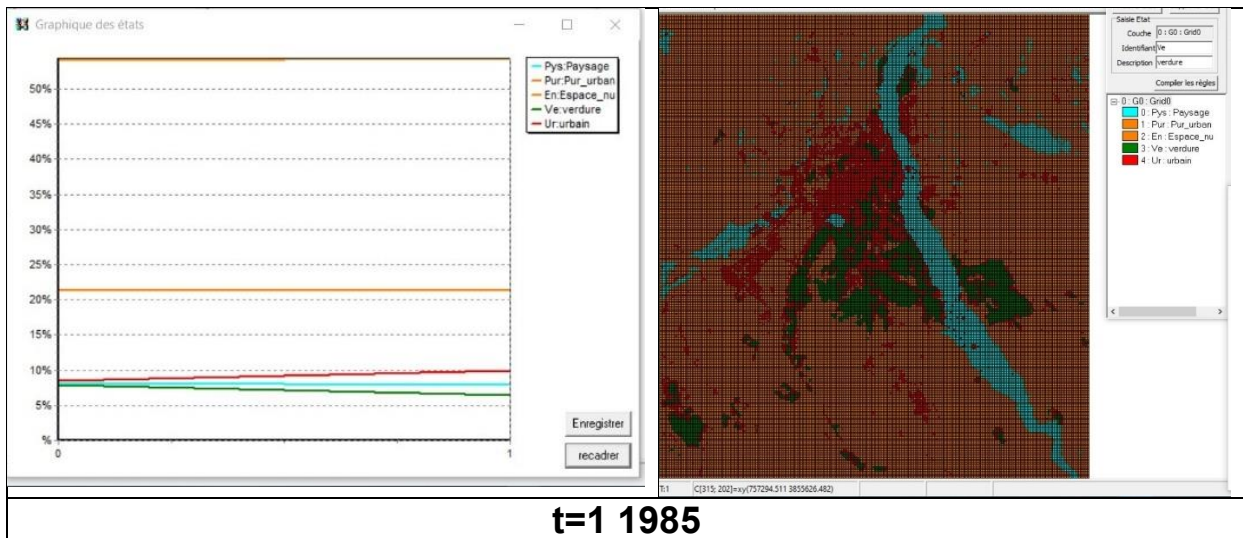 Graphique des états
Pys:Paysage
Pur:Pur_urban
En:Espace_nu
Ve:verdure
Ur:urbain
50%
45%
40%
35%
30%
25%
20%
15%
10%
5%
%
0
1
Enregistrer
recadrer
Saisie Etat
Couche 0 : G0 : Grid0
Identifiant Ve
Description verdure
Compiler les règles
0 : G0 : Grid0
0 : Pys : Paysage
1 : Pur : Pur_urban
2 : En : Espace_nu
3 : Ve : verdure
4 : Ur : urbain
T:1
C[315; 202]=xy(757294.511 3855626.482)
t=1 1985